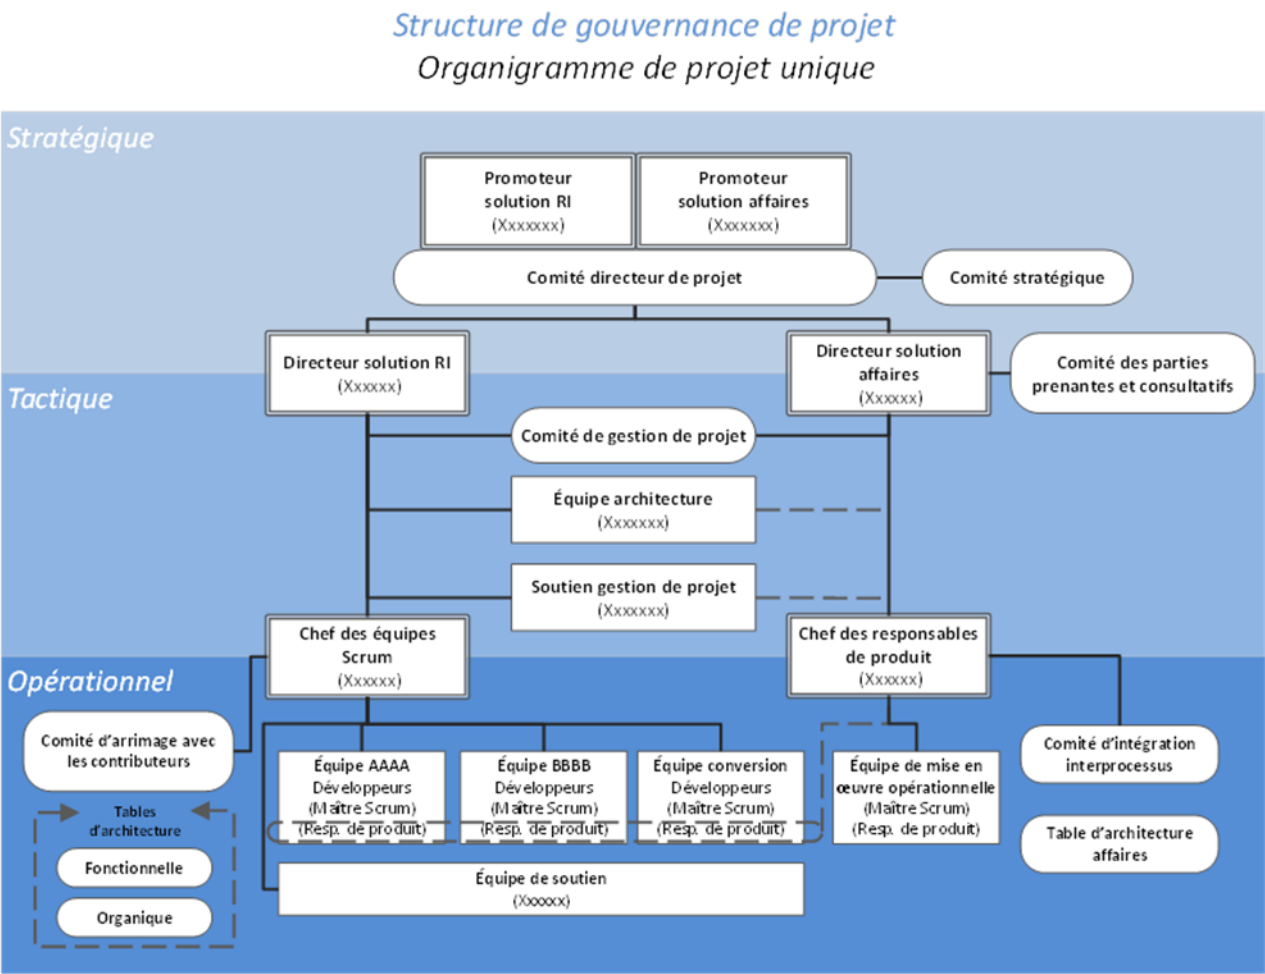 Structure de gouvernance de projet
Organigramme de projet unique
Stratégique
Promoteur
solution RI
(Xxxxxxx)
Promoteur
solution affaires
(Xxxxxxx)
Comité directeur de projet
Comité stratégique
Directeur solution RI
(Xxxxxx)
Directeur solution
affaires
(Xxxxxx)
Comité des parties
prenantes et consultatifs
Tactique
Comité de gestion de projet
Équipe architecture
(Xxxxxxx)
Soutien gestion de projet
(Xxxxxxx)
Chef des équipes
Scrum
(Xxxxxx)
Chef des responsables
de produit
(Xxxxxx)
Opérationnel
Comité d'arrimage avec
les contributeurs
Équipe AAAA
Développeurs
(Maître Scrum)
(Resp. de produit)
Équipe BBBB
Développeurs
(Maître Scrum)
(Resp. de produit)
Équipe conversion
Développeurs
(Maître Scrum)
(Resp. de produit)
Équipe de mise en
œuvre opérationnelle
(Maître Scrum)
(Resp. de produit)
Comité d'intégration
interprocessus
Tables
d'architecture
Fonctionnelle
Organique
Équipe de soutien
(Xxxxxx)
Table d'architecture
affaires